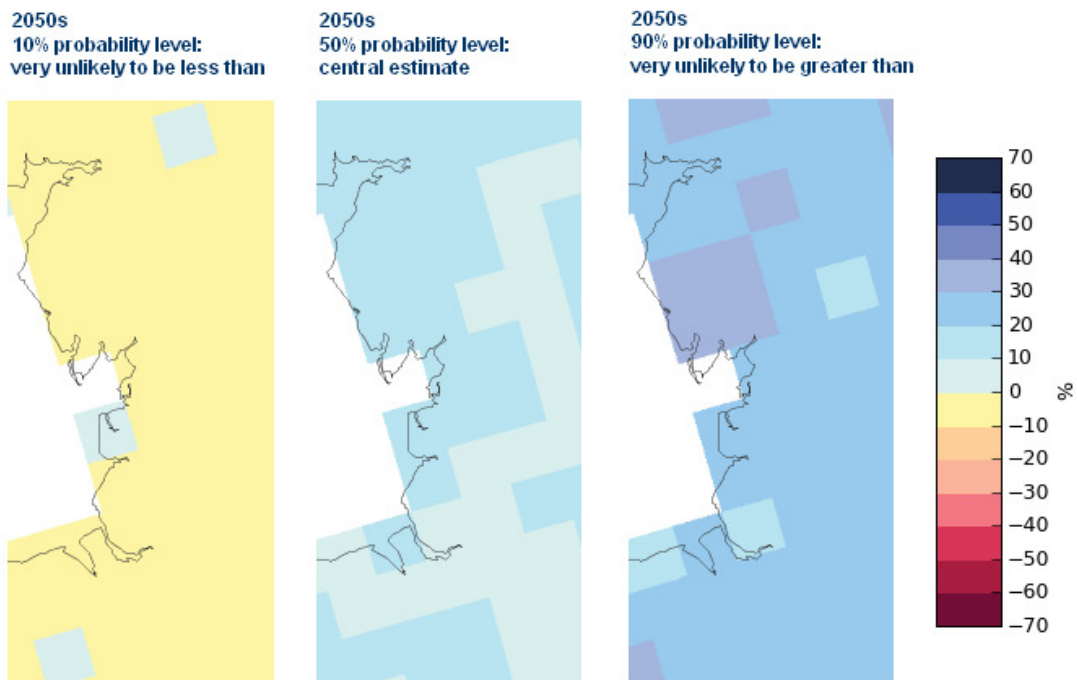 2050s
10% probability level:
very unlikely to be less than
2050s
50% probability level:
central estimate
2050s
90% probability level:
very unlikely to be greater than
70
60
50
40
30
20
10
0
−10
−20
−30
−40
−50
−60
−70
%